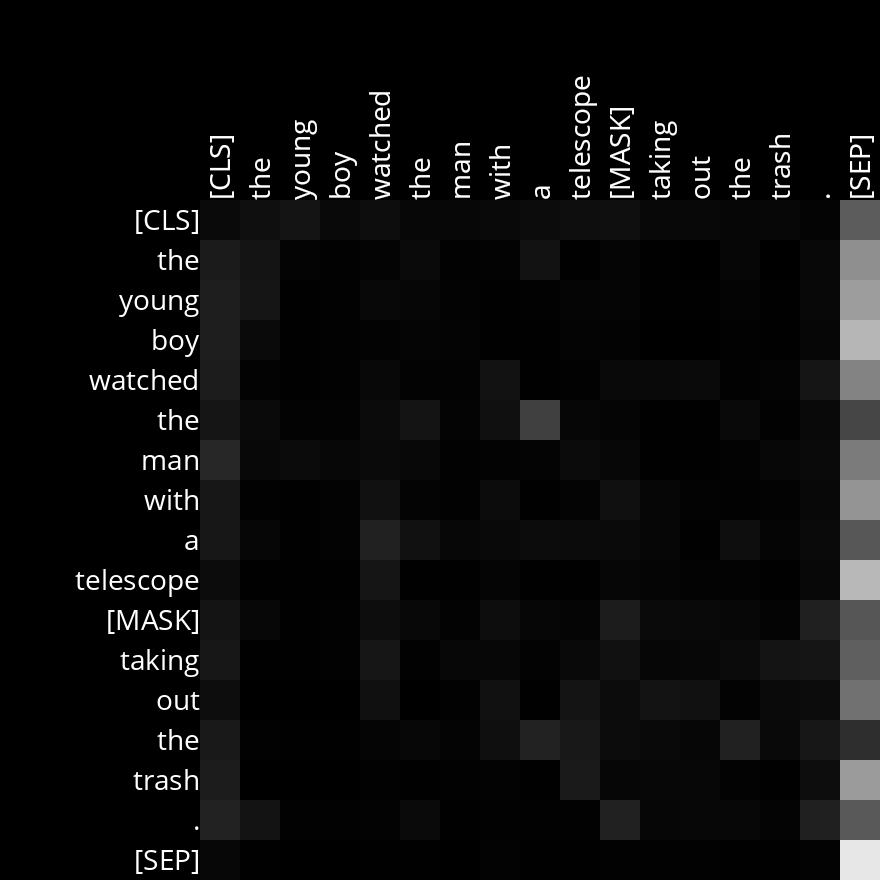 [CLS] the young boy watched the man with a telescope [MASK] taking out the trash . [SEP]
[CLS]
the
young
boy
watched
the
man
with
a
telescope
[MASK]
taking
out
the
trash
.
[SEP]